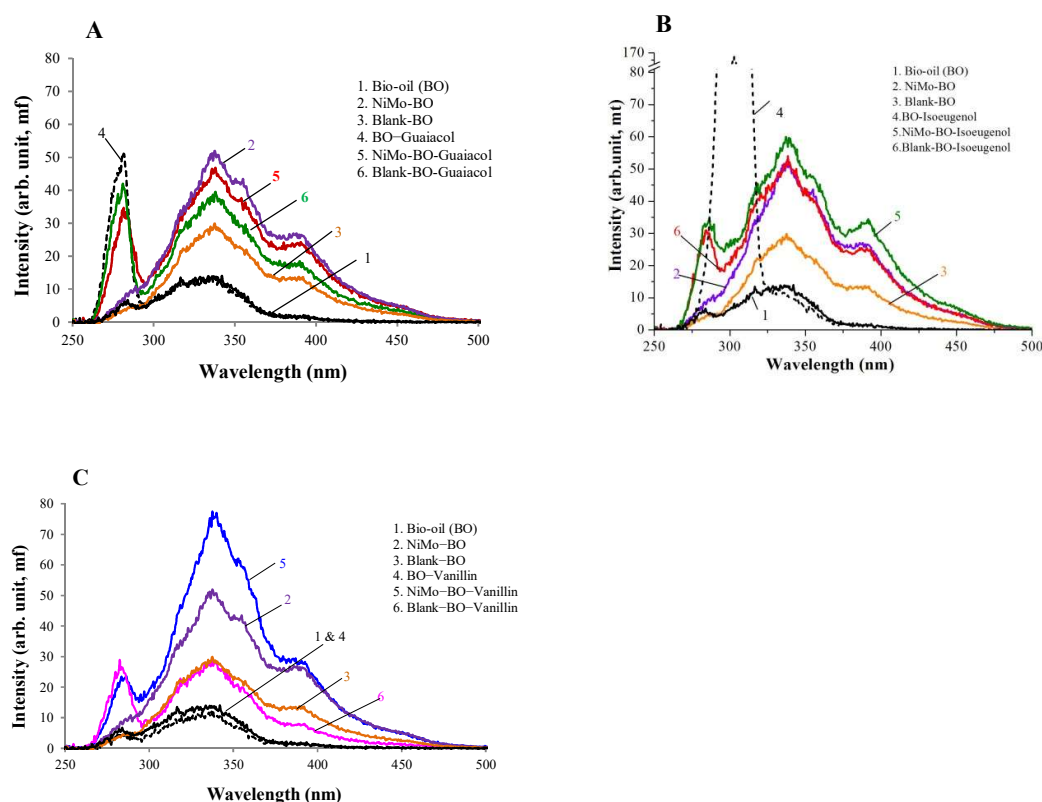 A
Intensity (arb. unit, mf)
80
70
60
50
40
30
20
10
0
250
300
350
400
450
500
Wavelength (nm)
1. Bio-oil (BO)
2. NiMo-BO
3. Blank-BO
4. BO−Guaiacol
5. NiMo-BO-Guaiacol
6. Blank-BO-Guaiacol
4
2
5
6
3
1
B
Intensity (arb.unit, mt)
170
80
70
60
50
40
30
20
10
0
250
300
350
400
450
500
Wavelength (nm)
1. Bio-oil (BO)
2. NiMo-BO
3. Blank-BO
4.BO-Isoeugenol
5.NiMo-BO-Isoeugenol
6.Blank-BO-Isoeugenol
4
5
6
2
3
1
C
Intensity (arb. unit, mf)
80
70
60
50
40
30
20
10
0
250
300
350
400
450
500
Wavelength (nm)
1. Bio-oil (BO)
2. NiMo−BO
3. Blank−BO
4. BO−Vanillin
5. NiMo−BO−Vanillin
6. Blank−BO−Vanillin
5
2
1 & 4
3
6